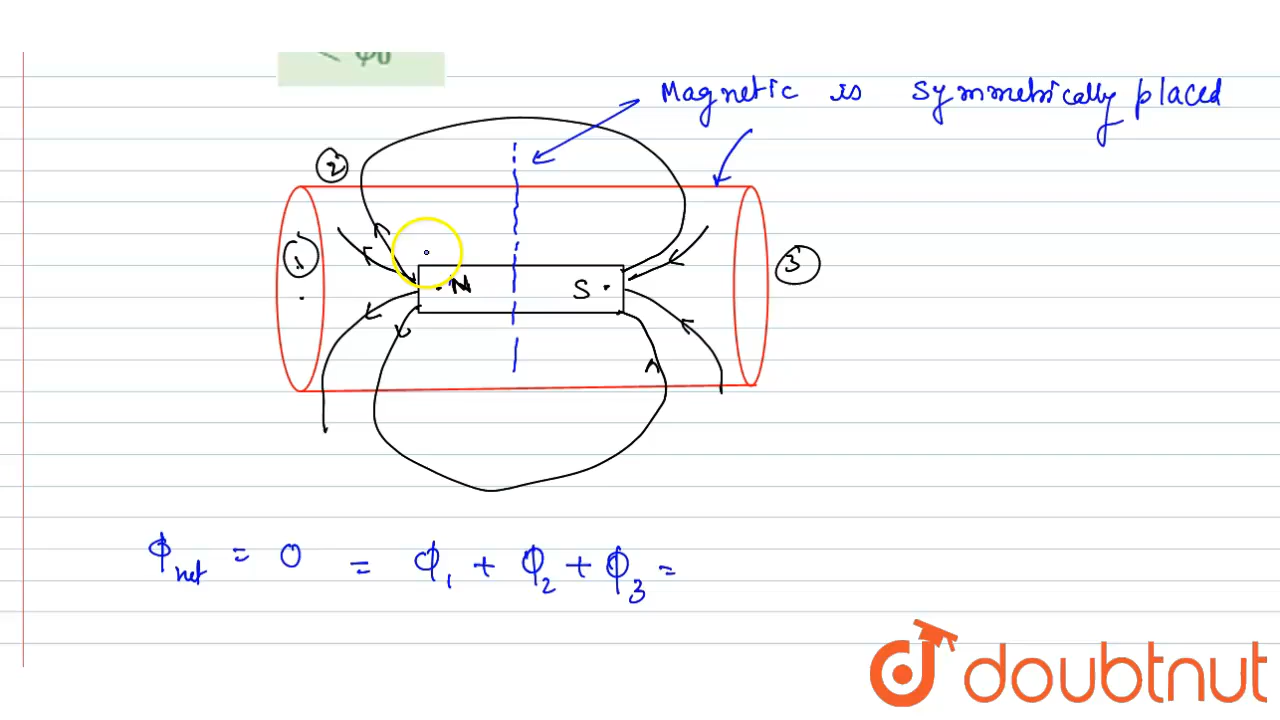 Magnetic is symmetrically placed
2
1
3
N S
ϕnet = 0 = ϕ1 + ϕ2 + ϕ3 =
doubtnut